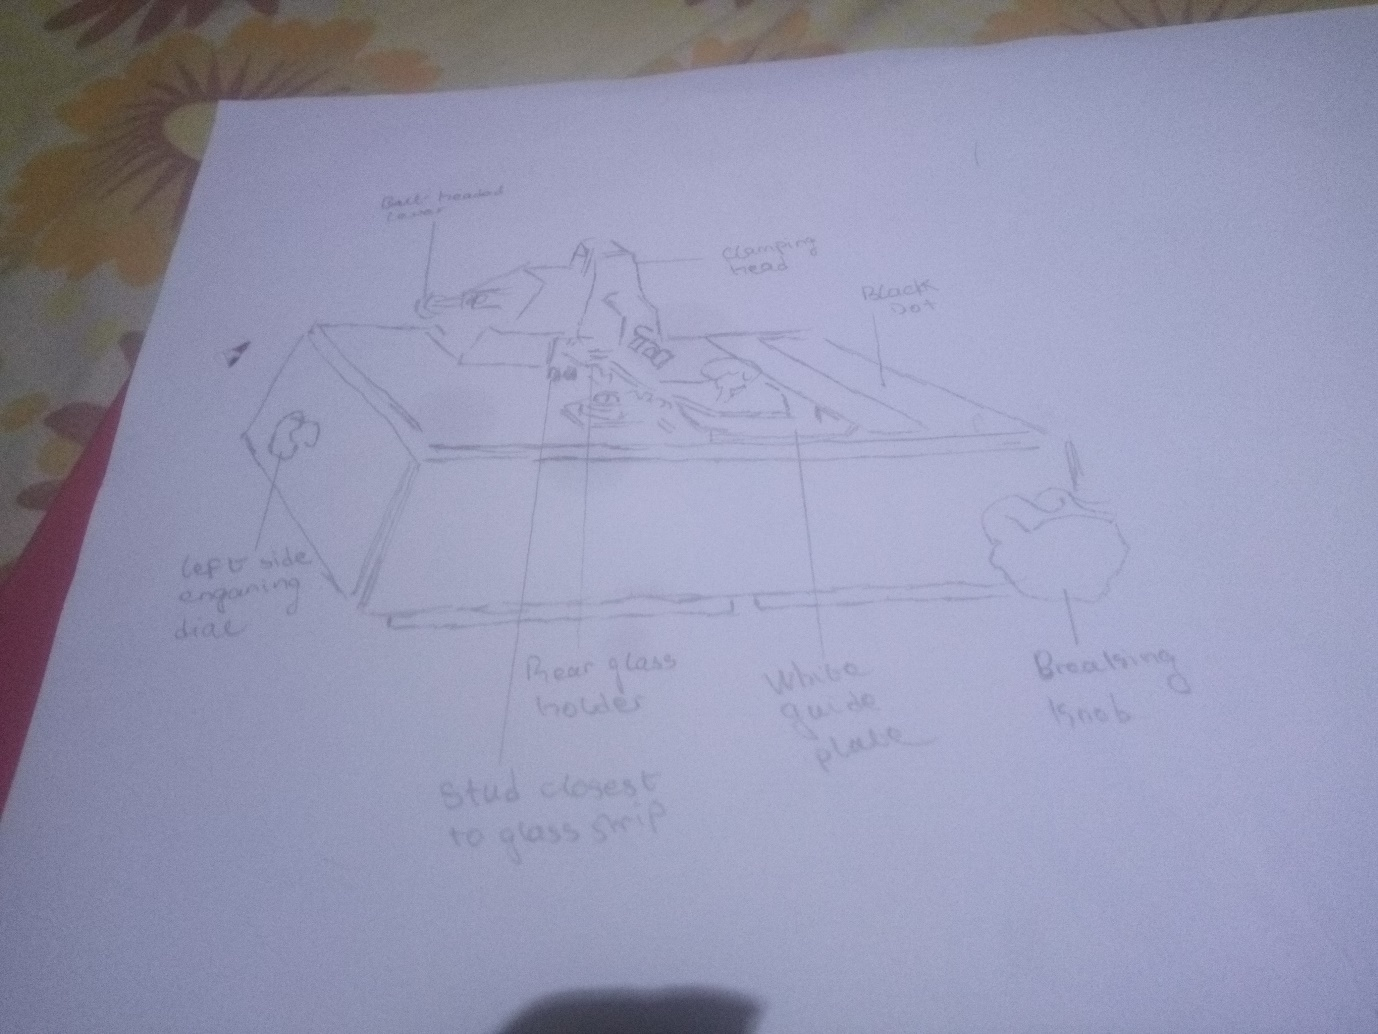 Ball-headed
Lever
Clamping
head
Black
Dot
Left side
enganing
dial
Rear glass
holder
White
guide
plate
Breaking
Knob
Stud closest
to glass strip